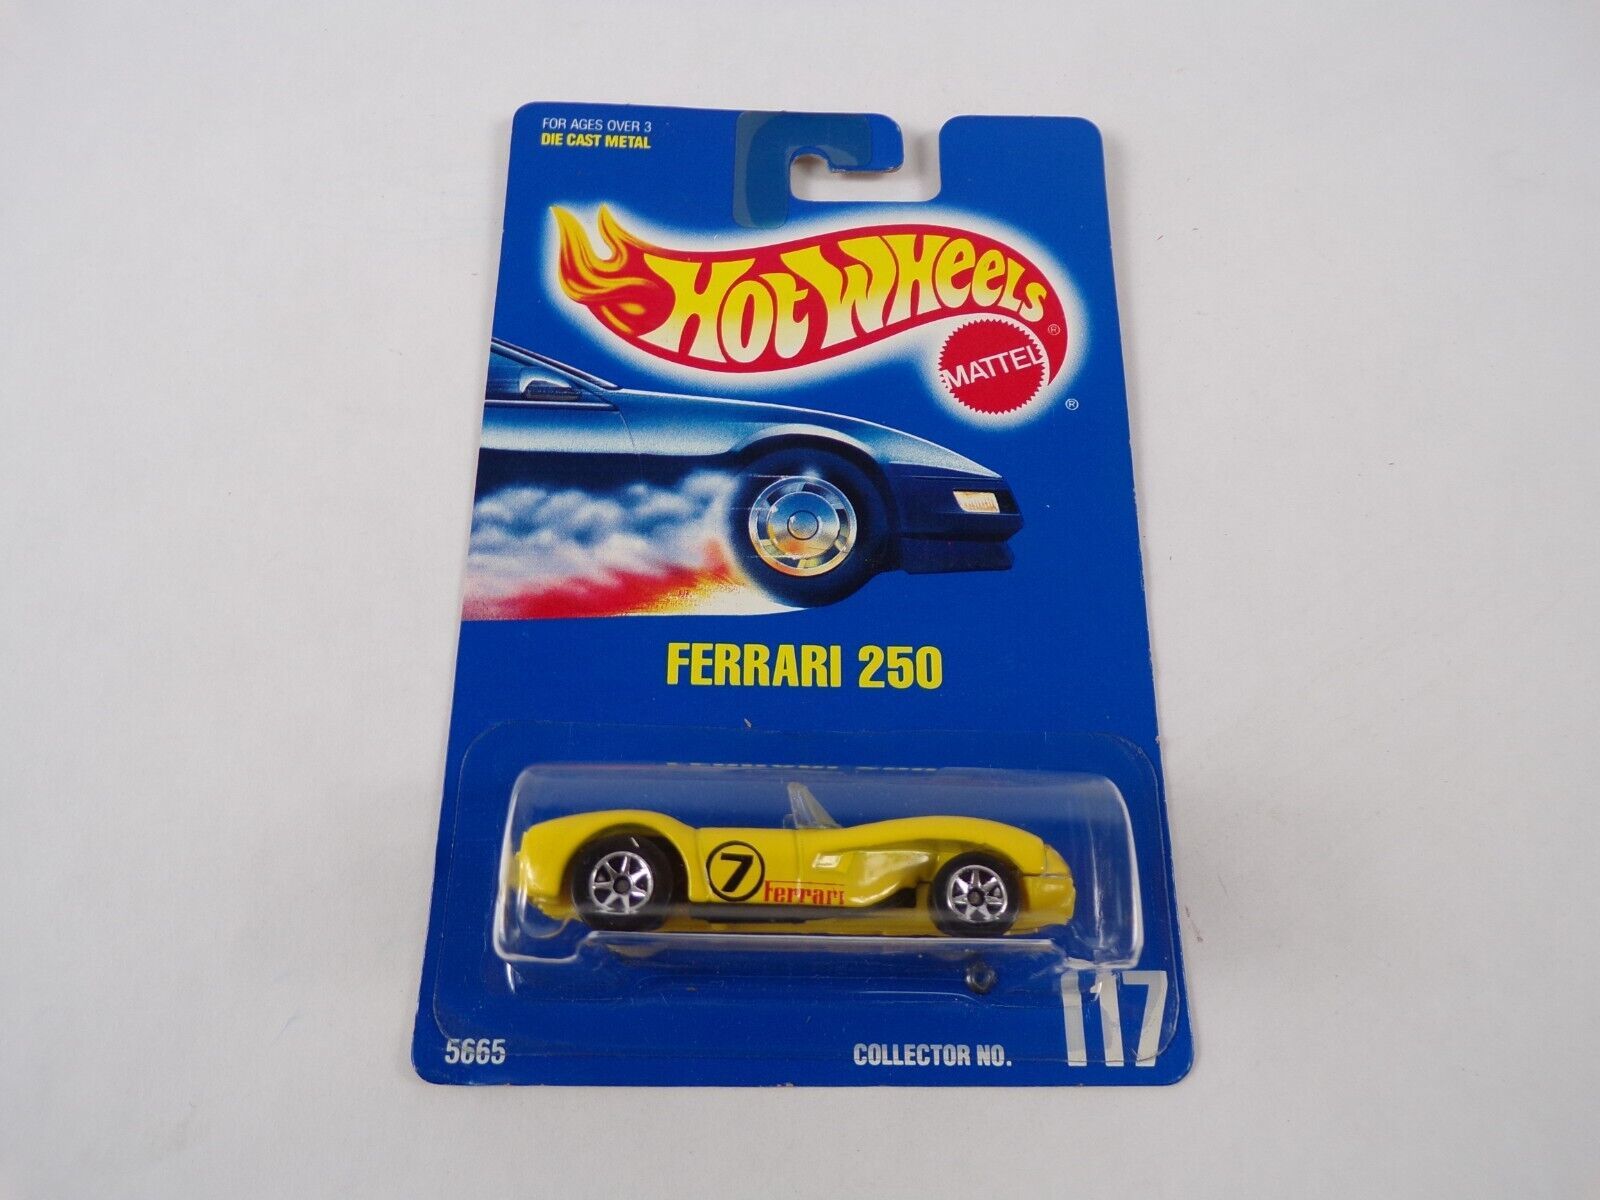 FOR AGES OVER 3
DIE CAST METAL
HOT WHEELS ®
MATTEL
®
FERRARI 250
7
Ferrari
5665
COLLECTOR NO.
117